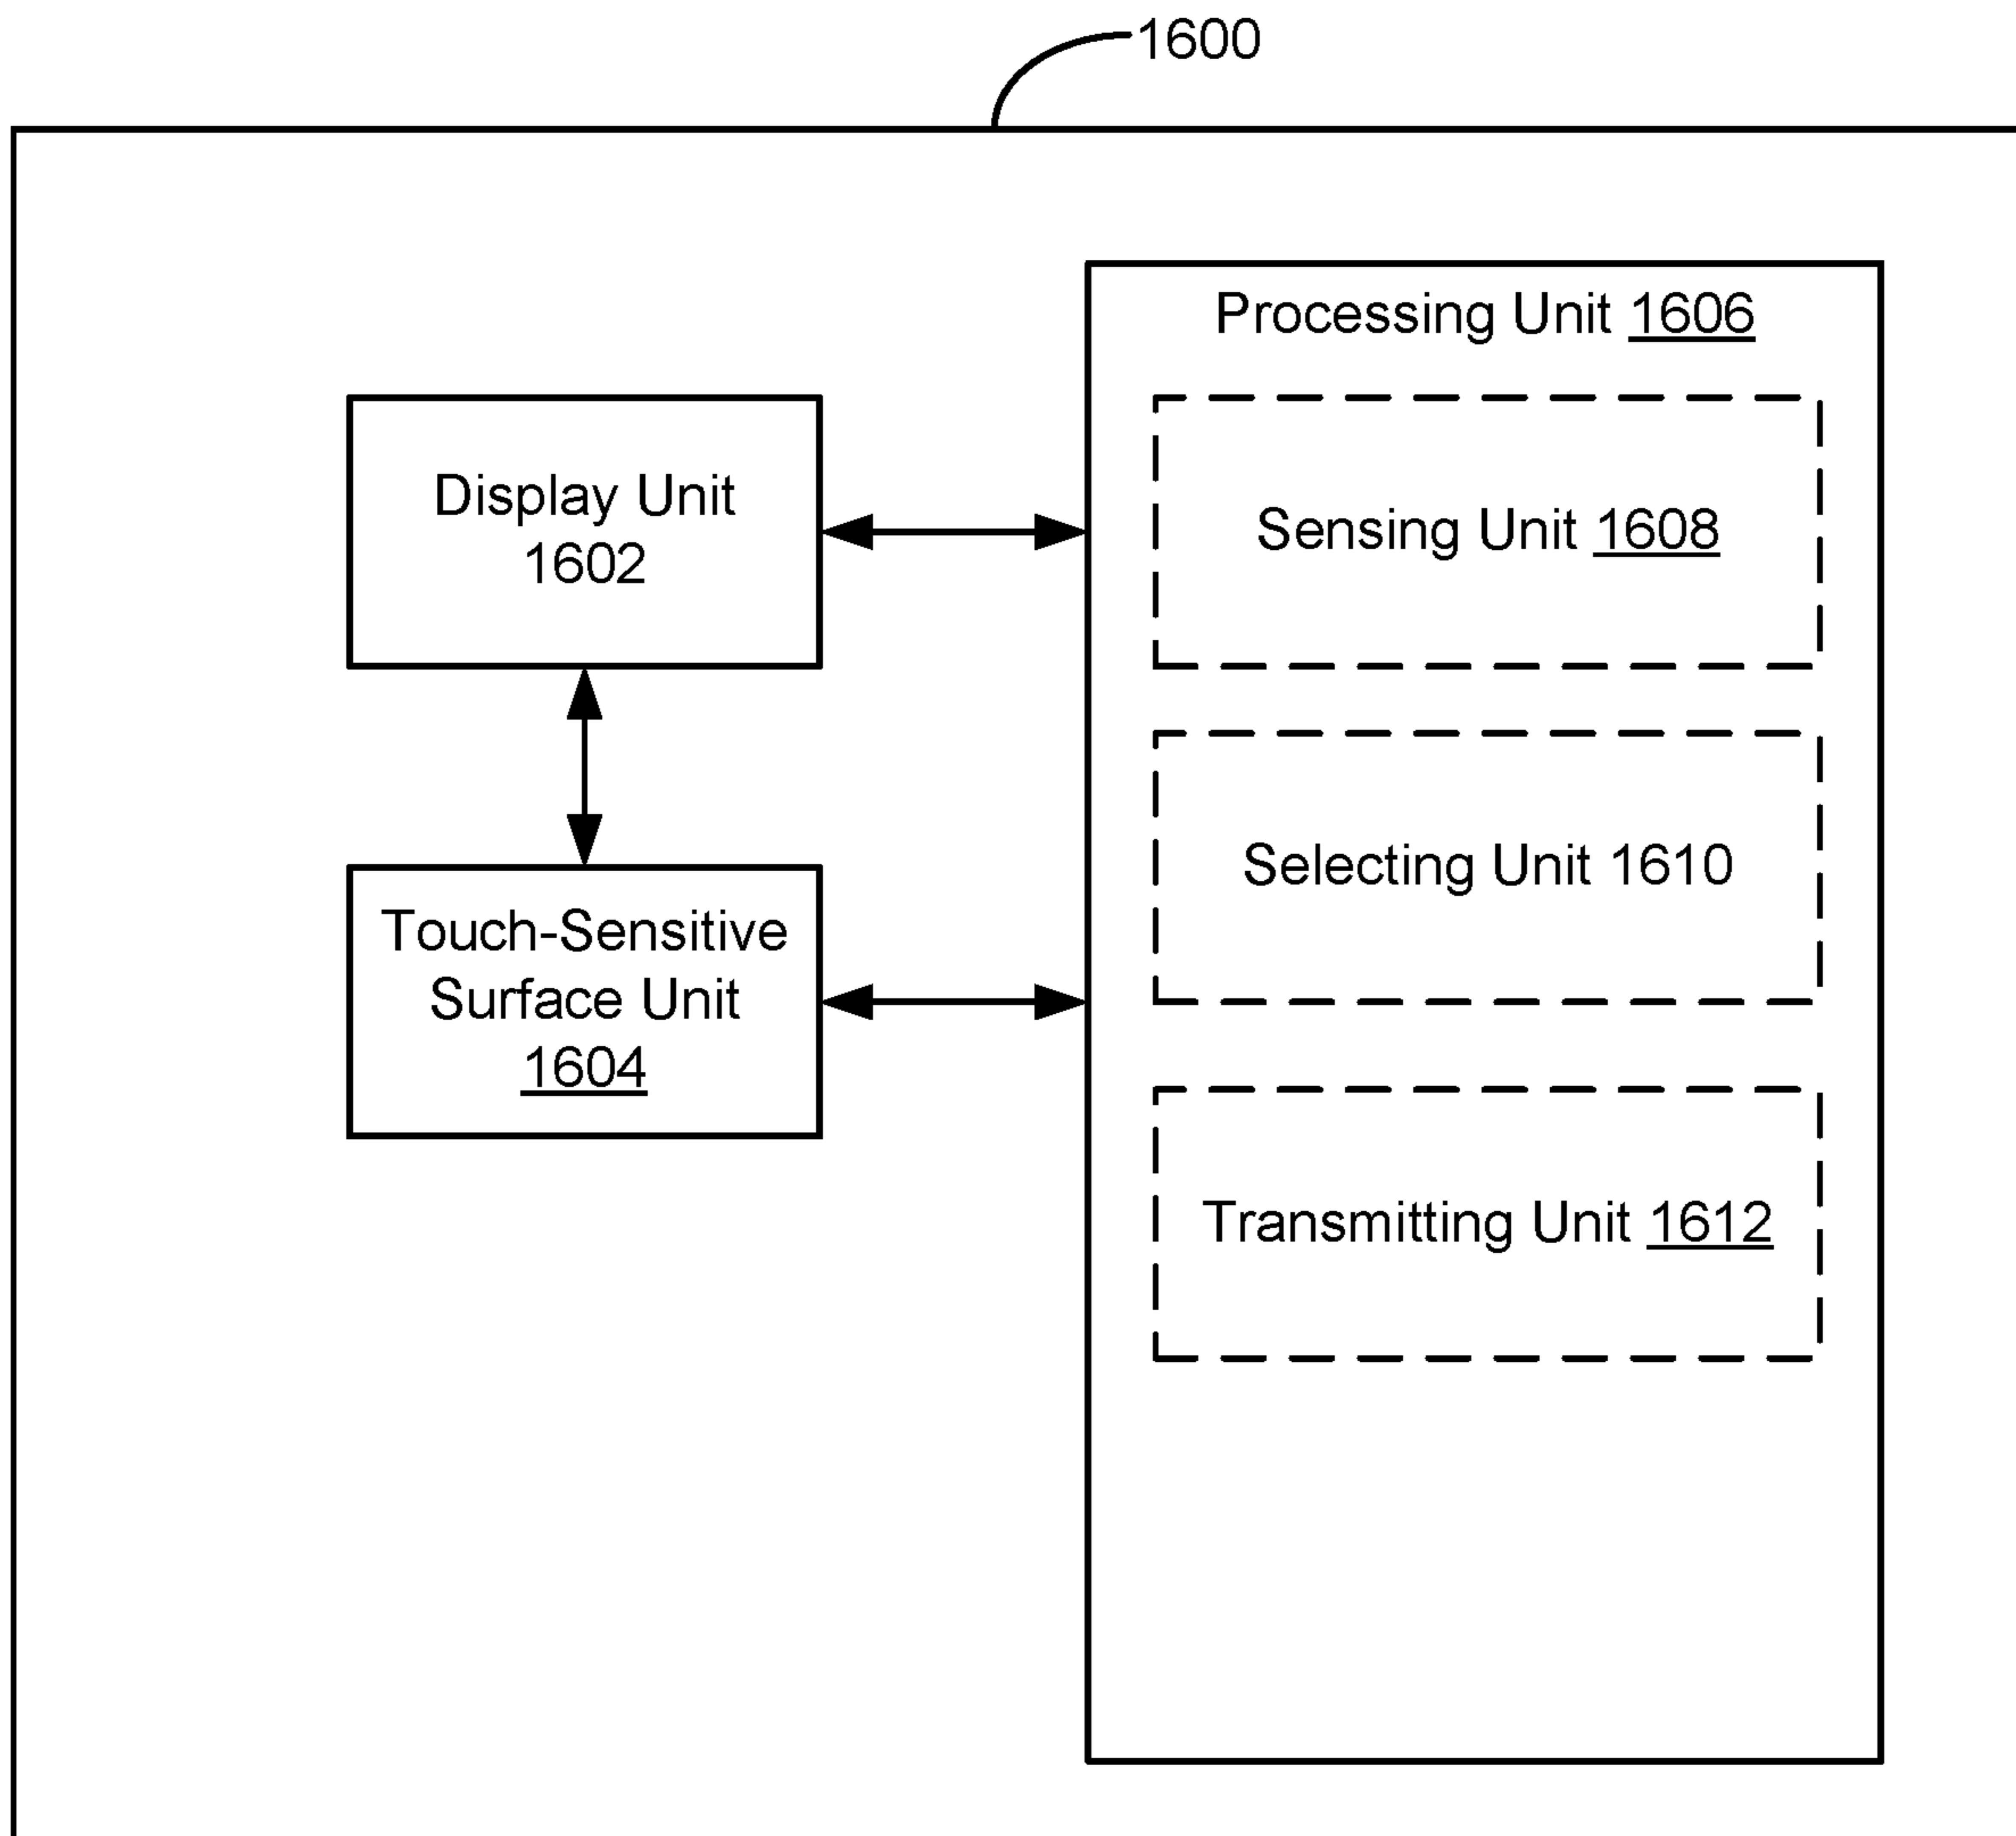 1600
Processing Unit 1606
Display Unit
1602
Sensing Unit 1608
Selecting Unit 1610
Touch-Sensitive
Surface Unit
1604
Transmitting Unit 1612